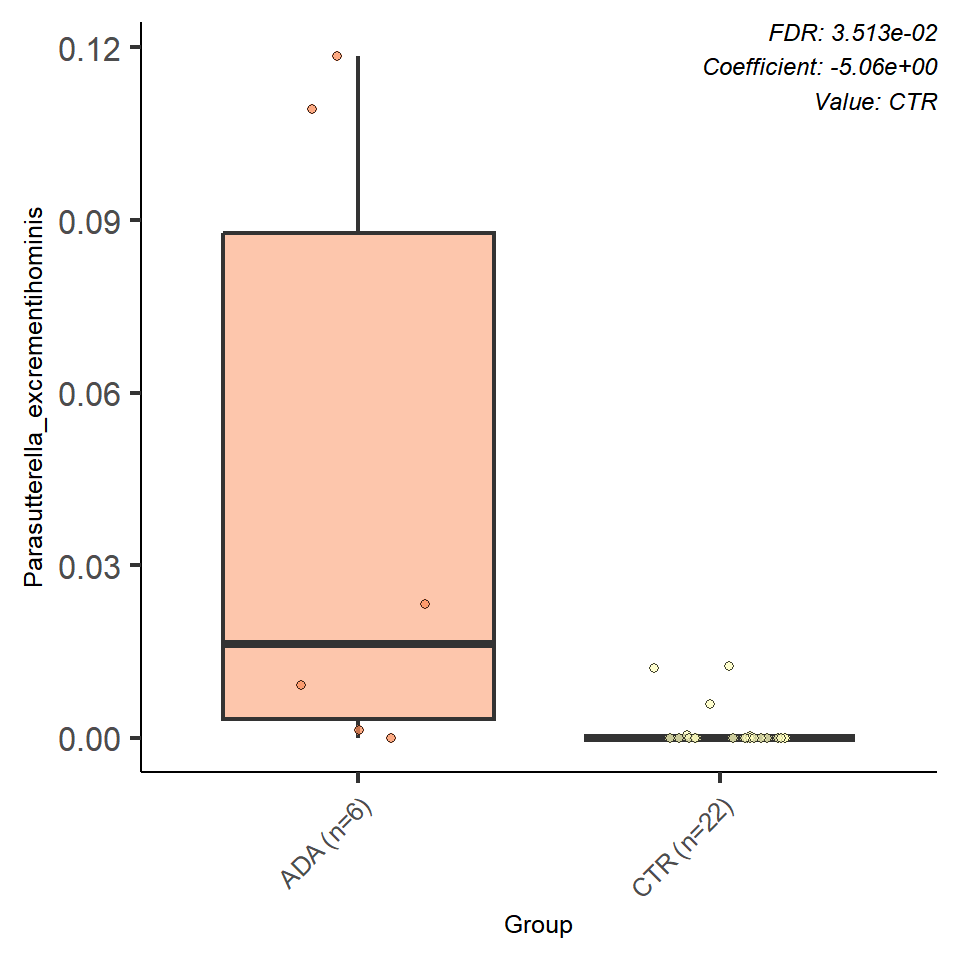 FDR: 3.513e-02
Coefficient: -5.06e+00
Value: CTR
Parasutterella_excrementihominis
0.12
0.09
0.06
0.03
0.00
ADA (n=6)
CTR (n=22)
Group